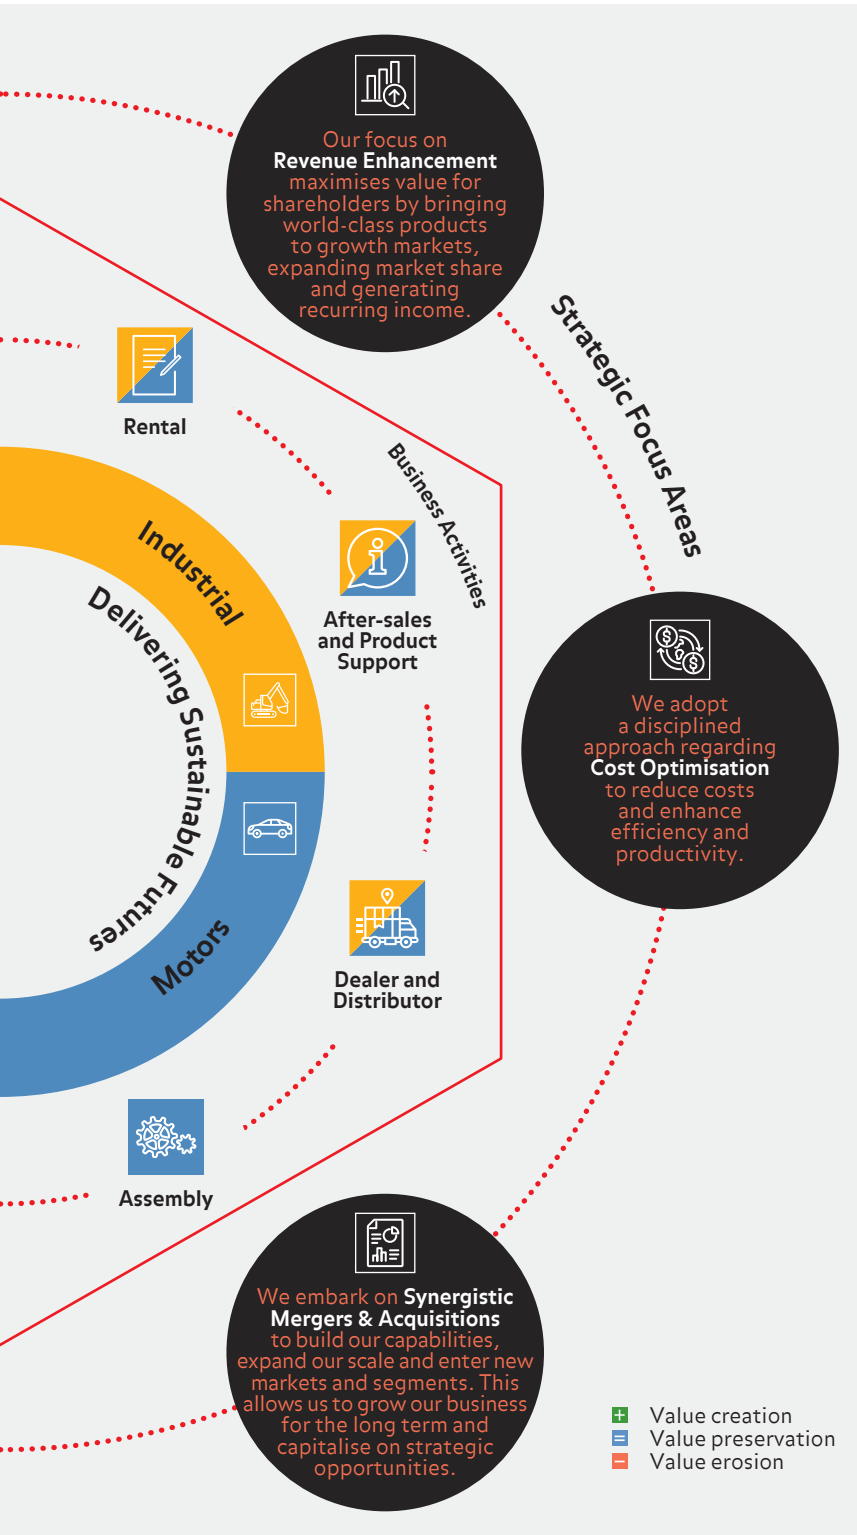 Our focus on
Revenue Enhancement
maximises value for
shareholders by bringing
world-class products
to growth markets,
expanding market share
and generating
recurring income.
Strategic Focus Areas
Rental
Business Activities
Industrial
After-sales
and Product
Support
Delivering Sustainable Futures
We adopt
a disciplined
approach regarding
Cost Optimisation
to reduce costs
and enhance
efficiency and
productivity.
Motors
Dealer and
Distributor
Assembly
We embark on Synergistic
Mergers & Acquisitions
to build our capabilities,
expand our scale and enter new
markets and segments. This
allows us to grow our business
for the long term and
capitalise on strategic
opportunities.
+ Value creation
= Value preservation
− Value erosion